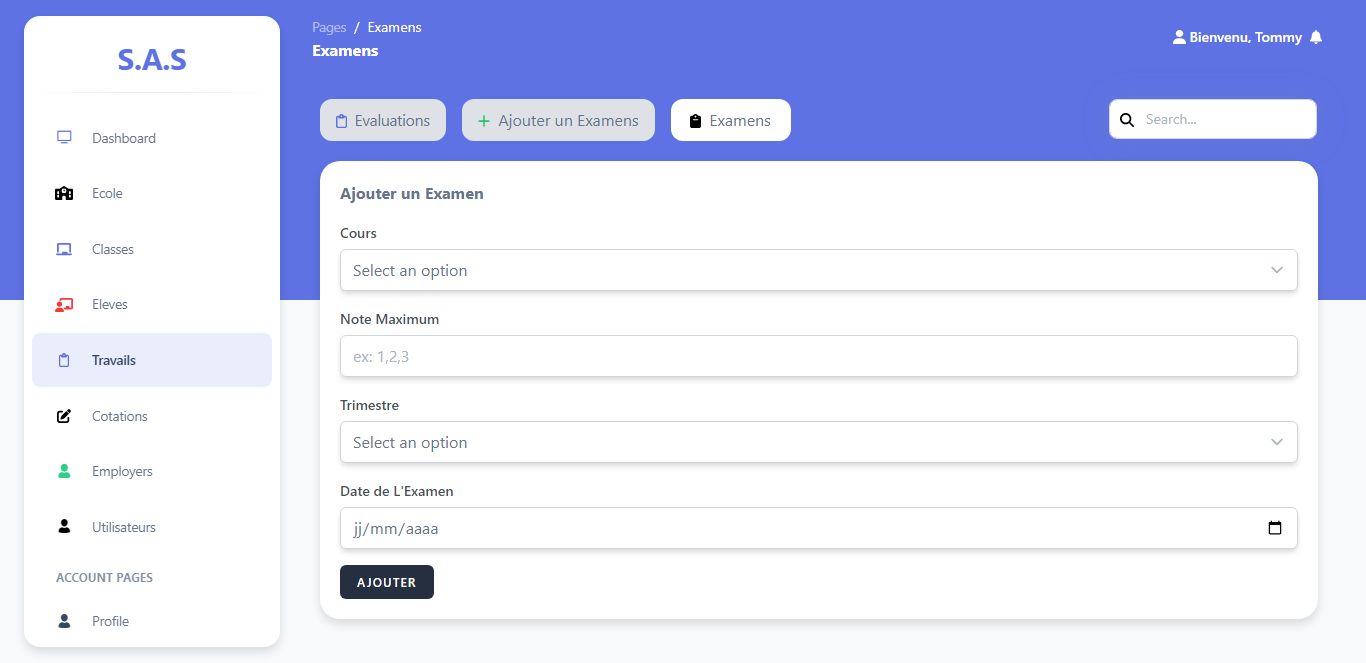 S.A.S
Dashboard
Ecole
Classes
Eleves
Travails
Cotations
Employers
Utilisateurs
ACCOUNT PAGES
Profile
Pages / Examens
Examens
Bienvenu, Tommy
Evaluations
+ Ajouter un Examens
Examens
Search...
Ajouter un Examen
Cours
Select an option
Note Maximum
ex: 1,2,3
Trimestre
Select an option
Date de L'Examen
jj/mm/aaaa
AJOUTER